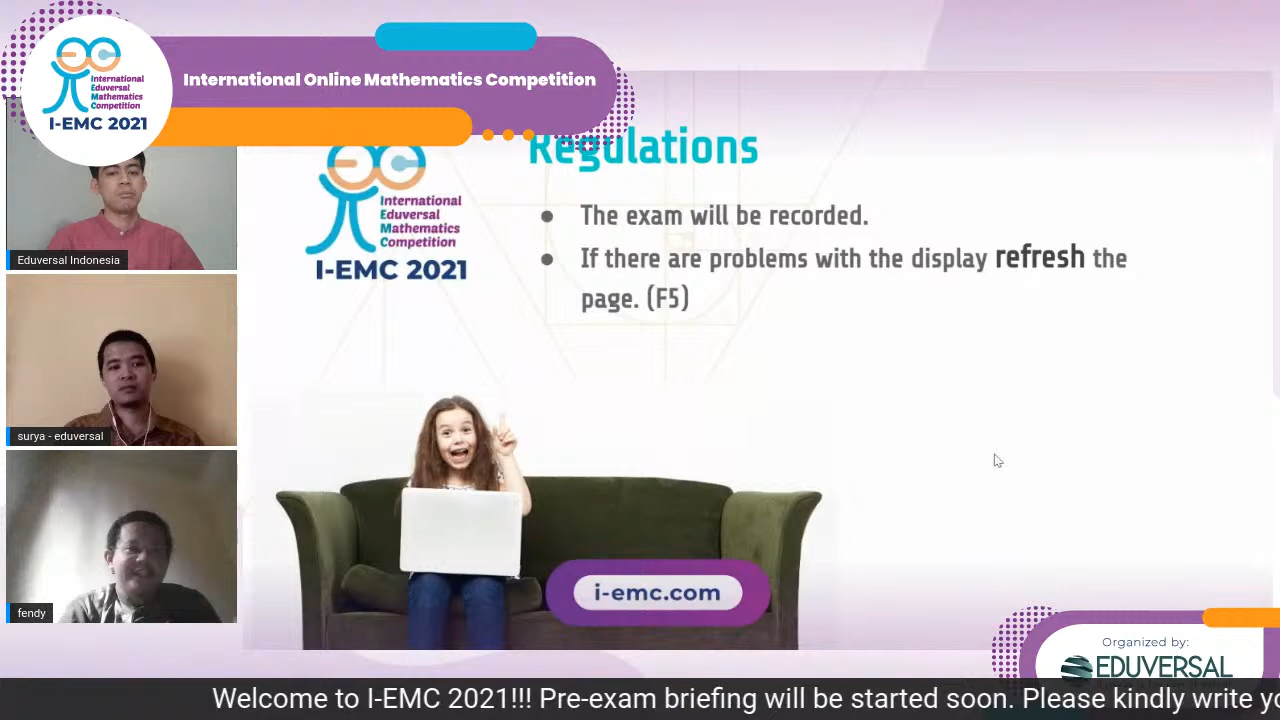 International Online Mathematics Competition
International
Eduversal
Mathematics
Competition
I-EMC 2021
Regulations
International
Eduversal
Mathematics
Competition
I-EMC 2021
● The exam will be recorded.
● If there are problems with the display refresh the
page. (F5)
Eduversal Indonesia
surya - eduversal
fendy
i-emc.com
Organized by:
EDUVERSAL
Welcome to I-EMC 2021!!! Pre-exam briefing will be started soon. Please kindly write yo